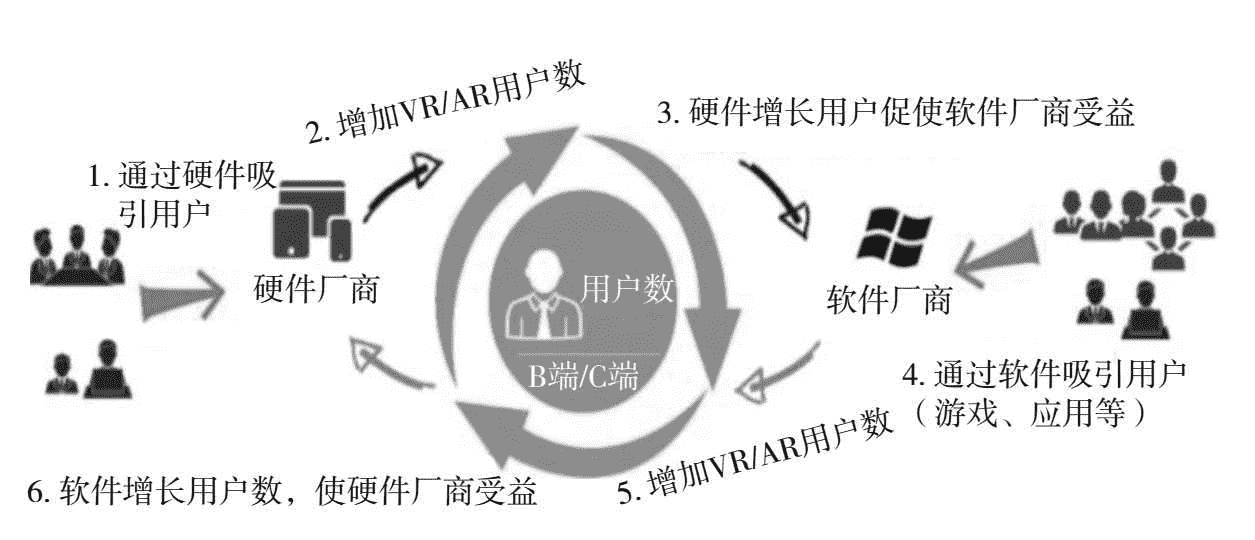 2. 增加VR/AR用户数
3. 硬件增长用户促使软件厂商受益
1. 通过硬件吸
引用户
硬件厂商
用户数
B端/C端
软件厂商
4. 通过软件吸引用户
（游戏、应用等）
5. 增加VR/AR用户数
6. 软件增长用户数，使硬件厂商受益